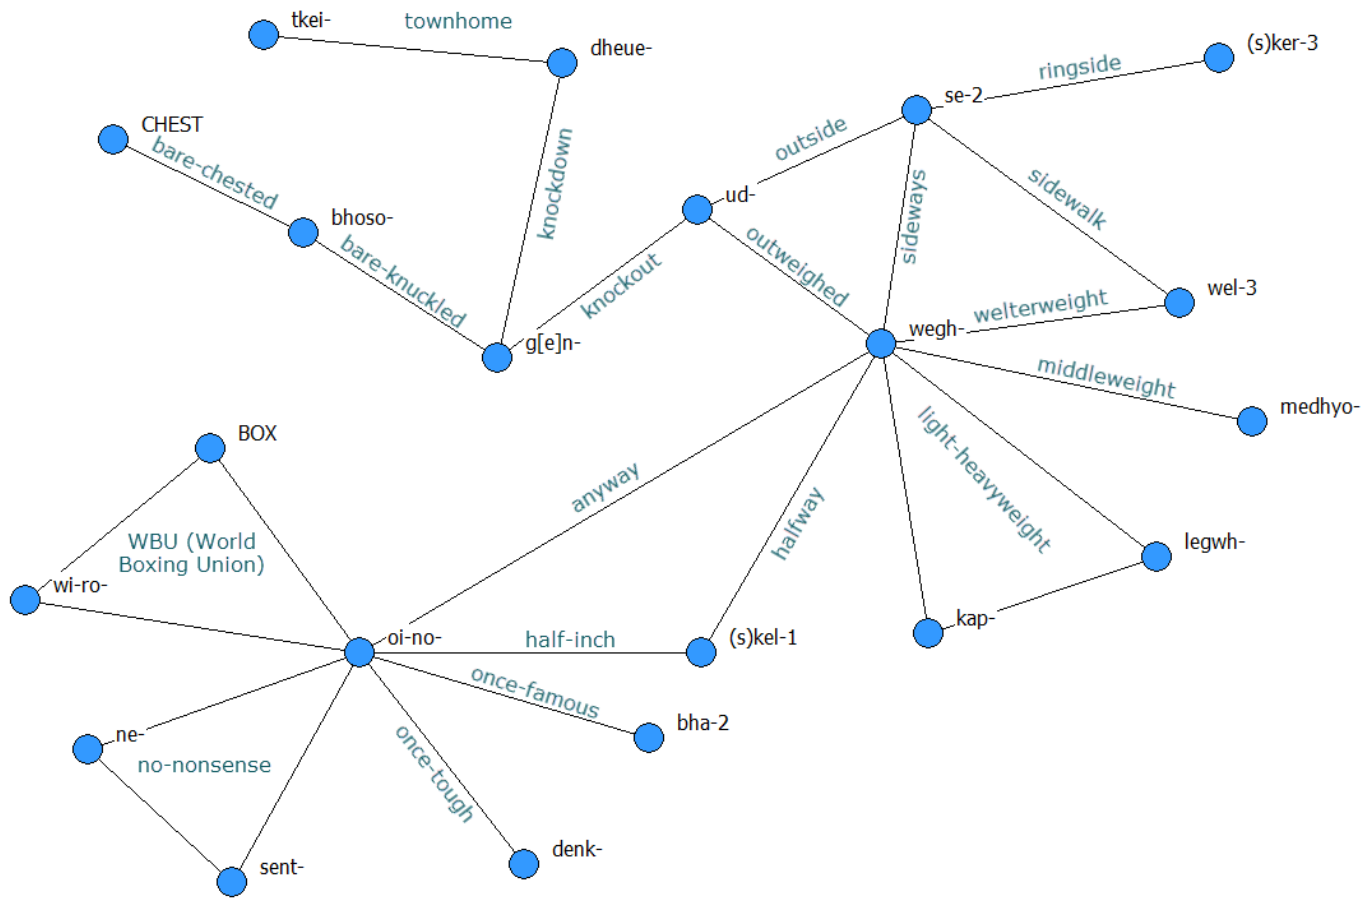 tkei-
townhome
dheue-
(s)ker-3
ringside
se-2
CHEST
bare-chested
outside
knockdown
ud-
sideways
sidewalk
bhoso-
bare-knuckled
knockout
outweighed
wel-3
welterweight
wegh-
g[e]n-
middleweight
medhyo-
light-heavyweight
BOX
anyway
halfway
WBU (World
Boxing Union)
legwh-
wi-ro-
kap-
oi-no-
half-inch
(s)kel-1
once-famous
bha-2
ne-
no-nonsense
once-tough
denk-
sent-